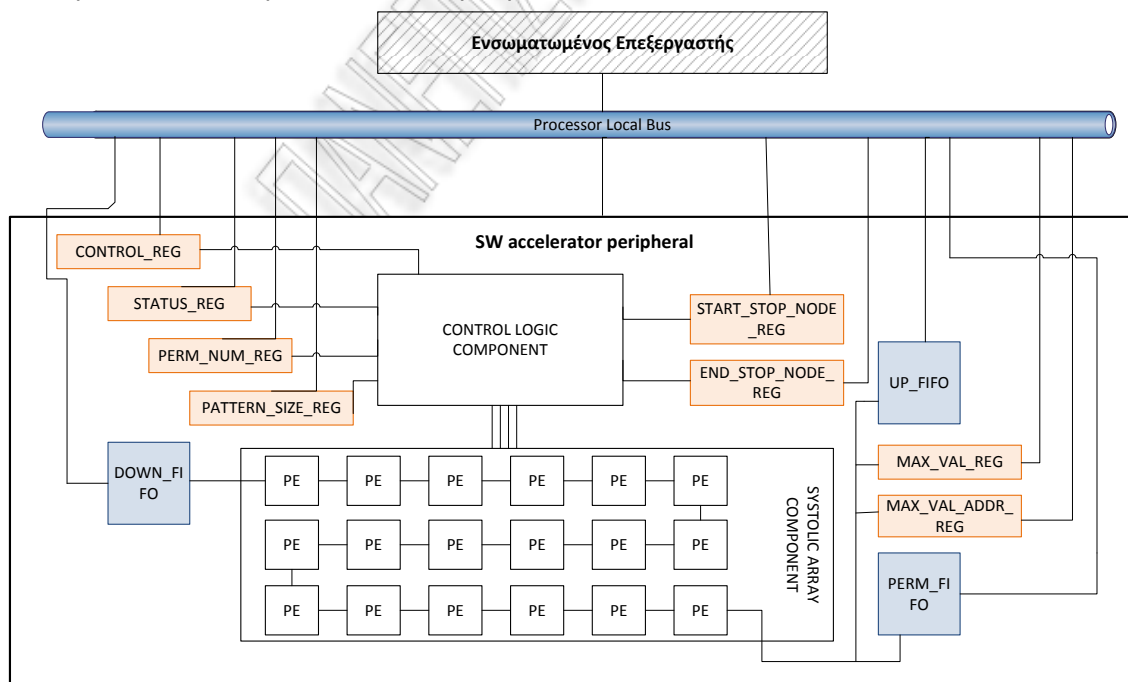 Ενσωματωμένος Επεξεργαστής
Processor Local Bus
SW accelerator peripheral
CONTROL_REG
STATUS_REG
PERM_NUM_REG
PATTERN_SIZE_REG
CONTROL LOGIC
COMPONENT
START_STOP_NODE
_REG
END_STOP_NODE_
REG
UP_FIFO
MAX_VAL_REG
MAX_VAL_ADDR_
REG
PERM_FI
FO
DOWN_FI
FO
PE PE PE PE PE PE
PE PE PE PE PE PE
PE PE PE PE PE PE
SYSTOLIC ARRAY
COMPONENT